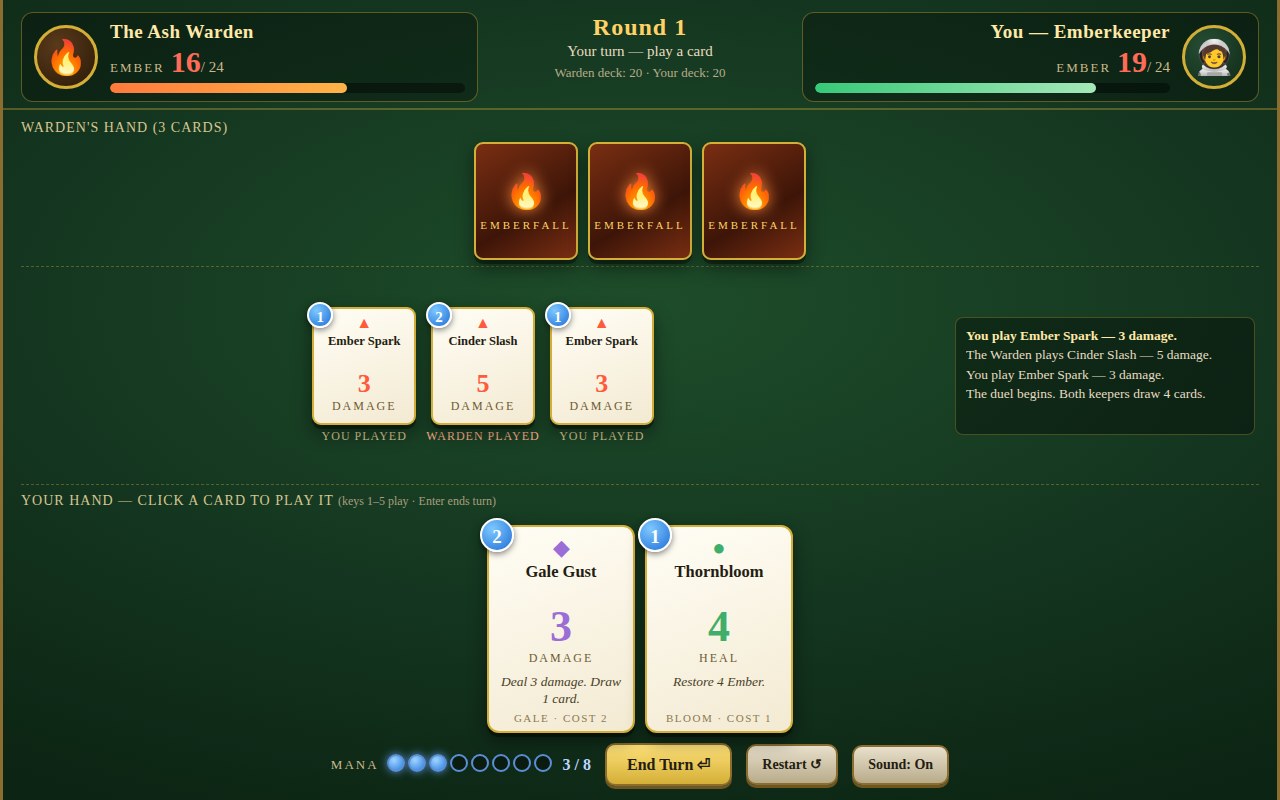 The Ash Warden
EMBER 16 / 24
Round 1
Your turn — play a card
Warden deck: 20 · Your deck: 20
You — Emberkeeper
EMBER 19 / 24
WARDEN'S HAND (3 CARDS)
EMBERFALL
EMBERFALL
EMBERFALL
1
Ember Spark
3
DAMAGE
YOU PLAYED
2
Cinder Slash
5
DAMAGE
WARDEN PLAYED
1
Ember Spark
3
DAMAGE
YOU PLAYED
You play Ember Spark — 3 damage.
The Warden plays Cinder Slash — 5 damage.
You play Ember Spark — 3 damage.
The duel begins. Both keepers draw 4 cards.
YOUR HAND — CLICK A CARD TO PLAY IT (keys 1–5 play · Enter ends turn)
2
Gale Gust
3
DAMAGE
Deal 3 damage. Draw
1 card.
GALE · COST 2
1
Thornbloom
4
HEAL
Restore 4 Ember.
BLOOM · COST 1
MANA 3 / 8
End Turn ⏎
Restart ↺
Sound: On